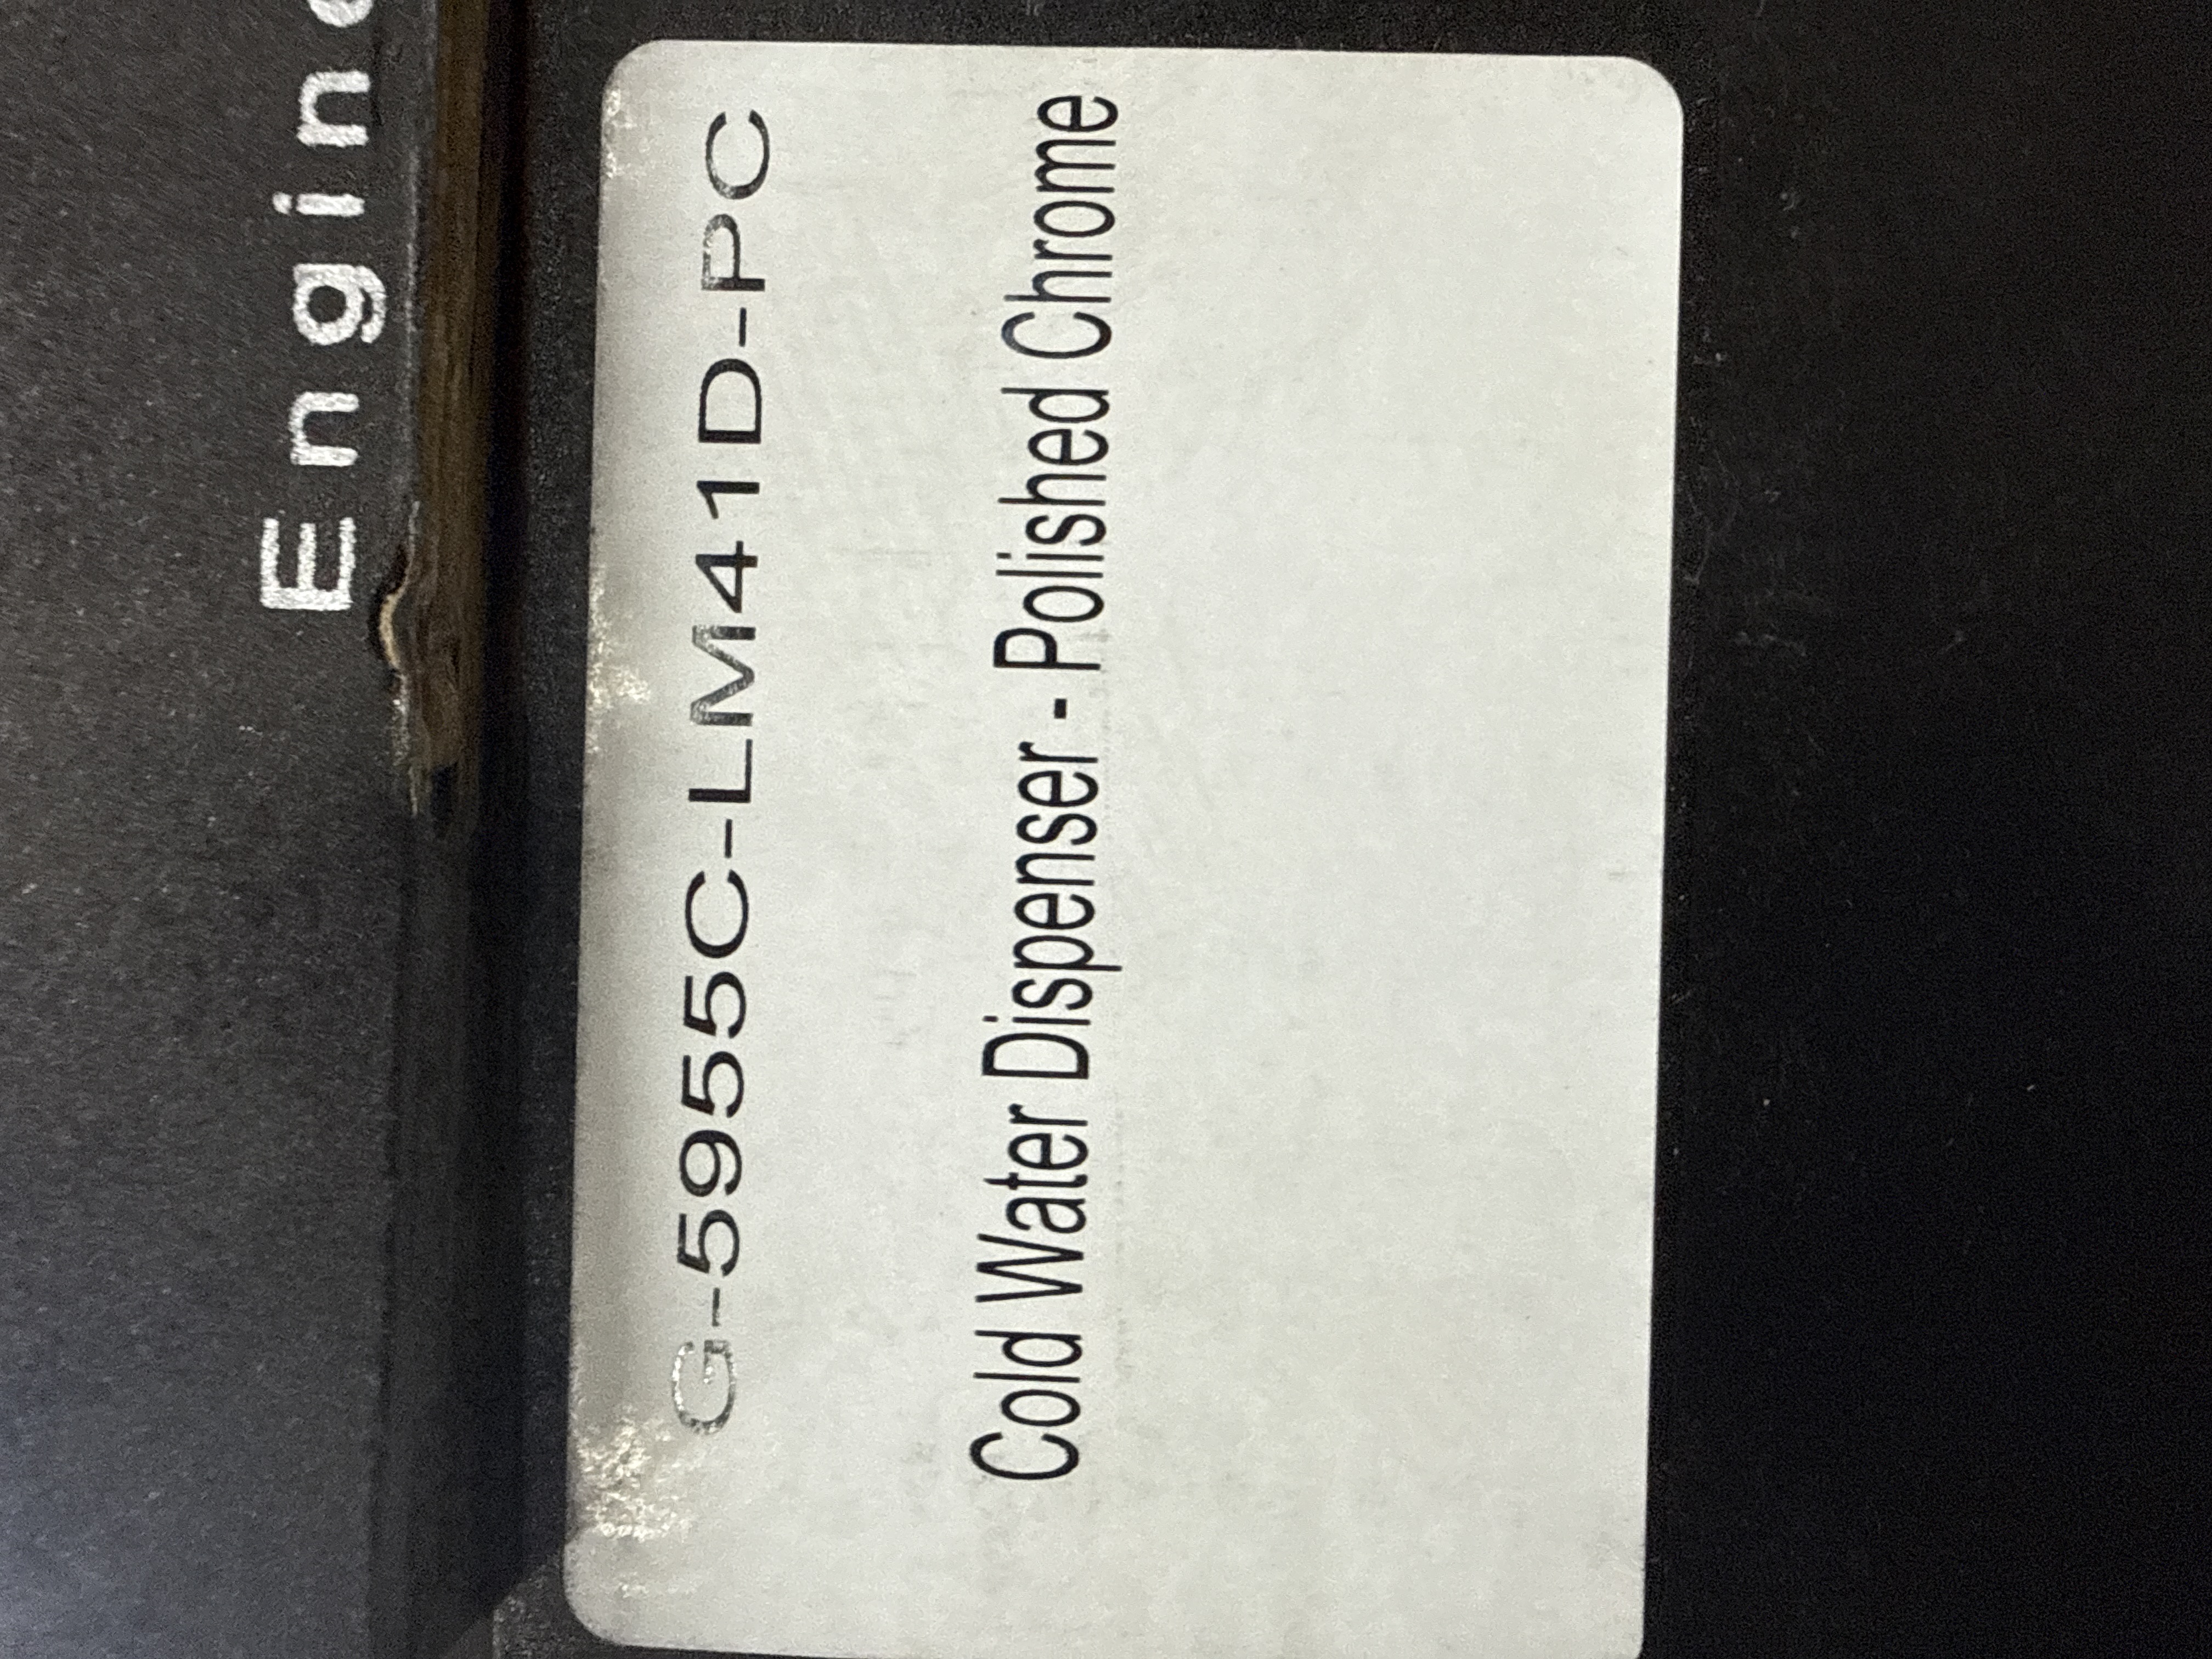 Engin
G-5955C-LM41D-PC
Cold Water Dispenser - Polished Chrome